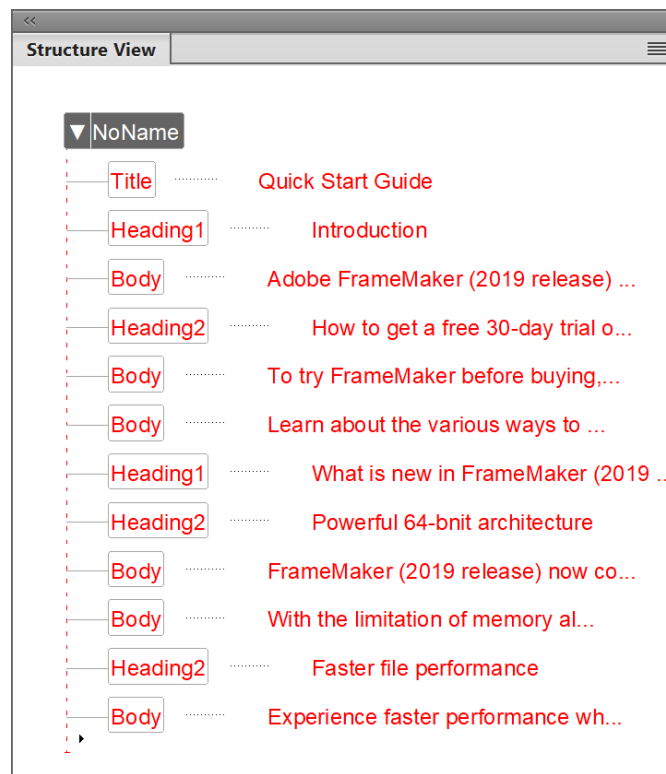 Structure View
NoName
Title Quick Start Guide
Heading1 Introduction
Body Adobe FrameMaker (2019 release) ...
Heading2 How to get a free 30-day trial o...
Body To try FrameMaker before buying,...
Body Learn about the various ways to ...
Heading1 What is new in FrameMaker (2019 ..
Heading2 Powerful 64-bnit architecture
Body FrameMaker (2019 release) now co...
Body With the limitation of memory al...
Heading2 Faster file performance
Body Experience faster performance wh...